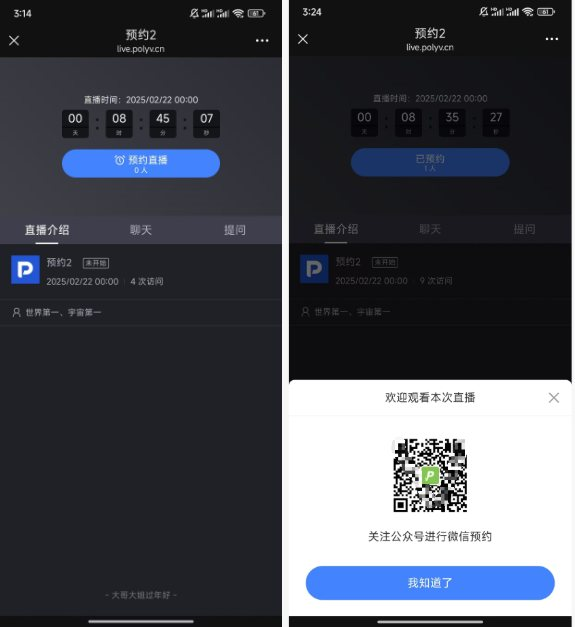 3:14
61
预约2
live.polyv.cn
直播时间：2025/02/22 00:00
00 : 08 : 45 : 07
天 时 分 秒
预约直播
0 人
直播介绍 聊天 提问
预约2 未开始
2025/02/22 00:00 | 4 次访问
世界第一、宇宙第一
- 大哥大姐过年好 -
3:24
61
预约2
live.polyv.cn
直播时间：2025/02/22 00:00
00 : 08 : 35 : 27
天 时 分 秒
已预约
1 人
直播介绍 聊天 提问
预约2 未开始
2025/02/22 00:00 | 9 次访问
世界第一、宇宙第一
欢迎观看本次直播
关注公众号进行微信预约
我知道了